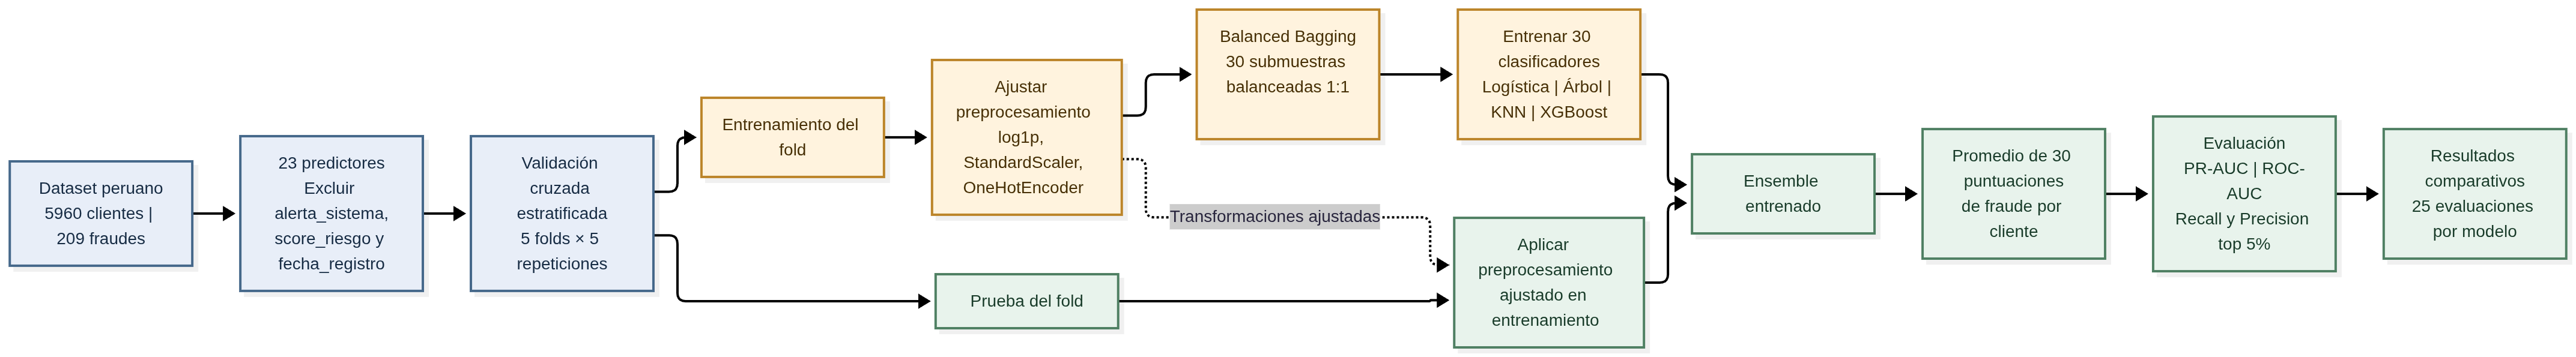 Dataset peruano
5960 clientes |
209 fraudes
23 predictores
Excluir
alerta_sistema,
score_riesgo y
fecha_registro
Validación
cruzada
estratificada
5 folds × 5
repeticiones
Entrenamiento del
fold
Ajustar
preprocesamiento
log1p,
StandardScaler,
OneHotEncoder
Balanced Bagging
30 submuestras
balanceadas 1:1
Entrenar 30
clasificadores
Logística | Árbol |
KNN | XGBoost
Transformaciones ajustadas
Prueba del fold
Aplicar
preprocesamiento
ajustado en
entrenamiento
Ensemble
entrenado
Promedio de 30
puntuaciones
de fraude por
cliente
Evaluación
PR-AUC | ROC-
AUC
Recall y Precision
top 5%
Resultados
comparativos
25 evaluaciones
por modelo